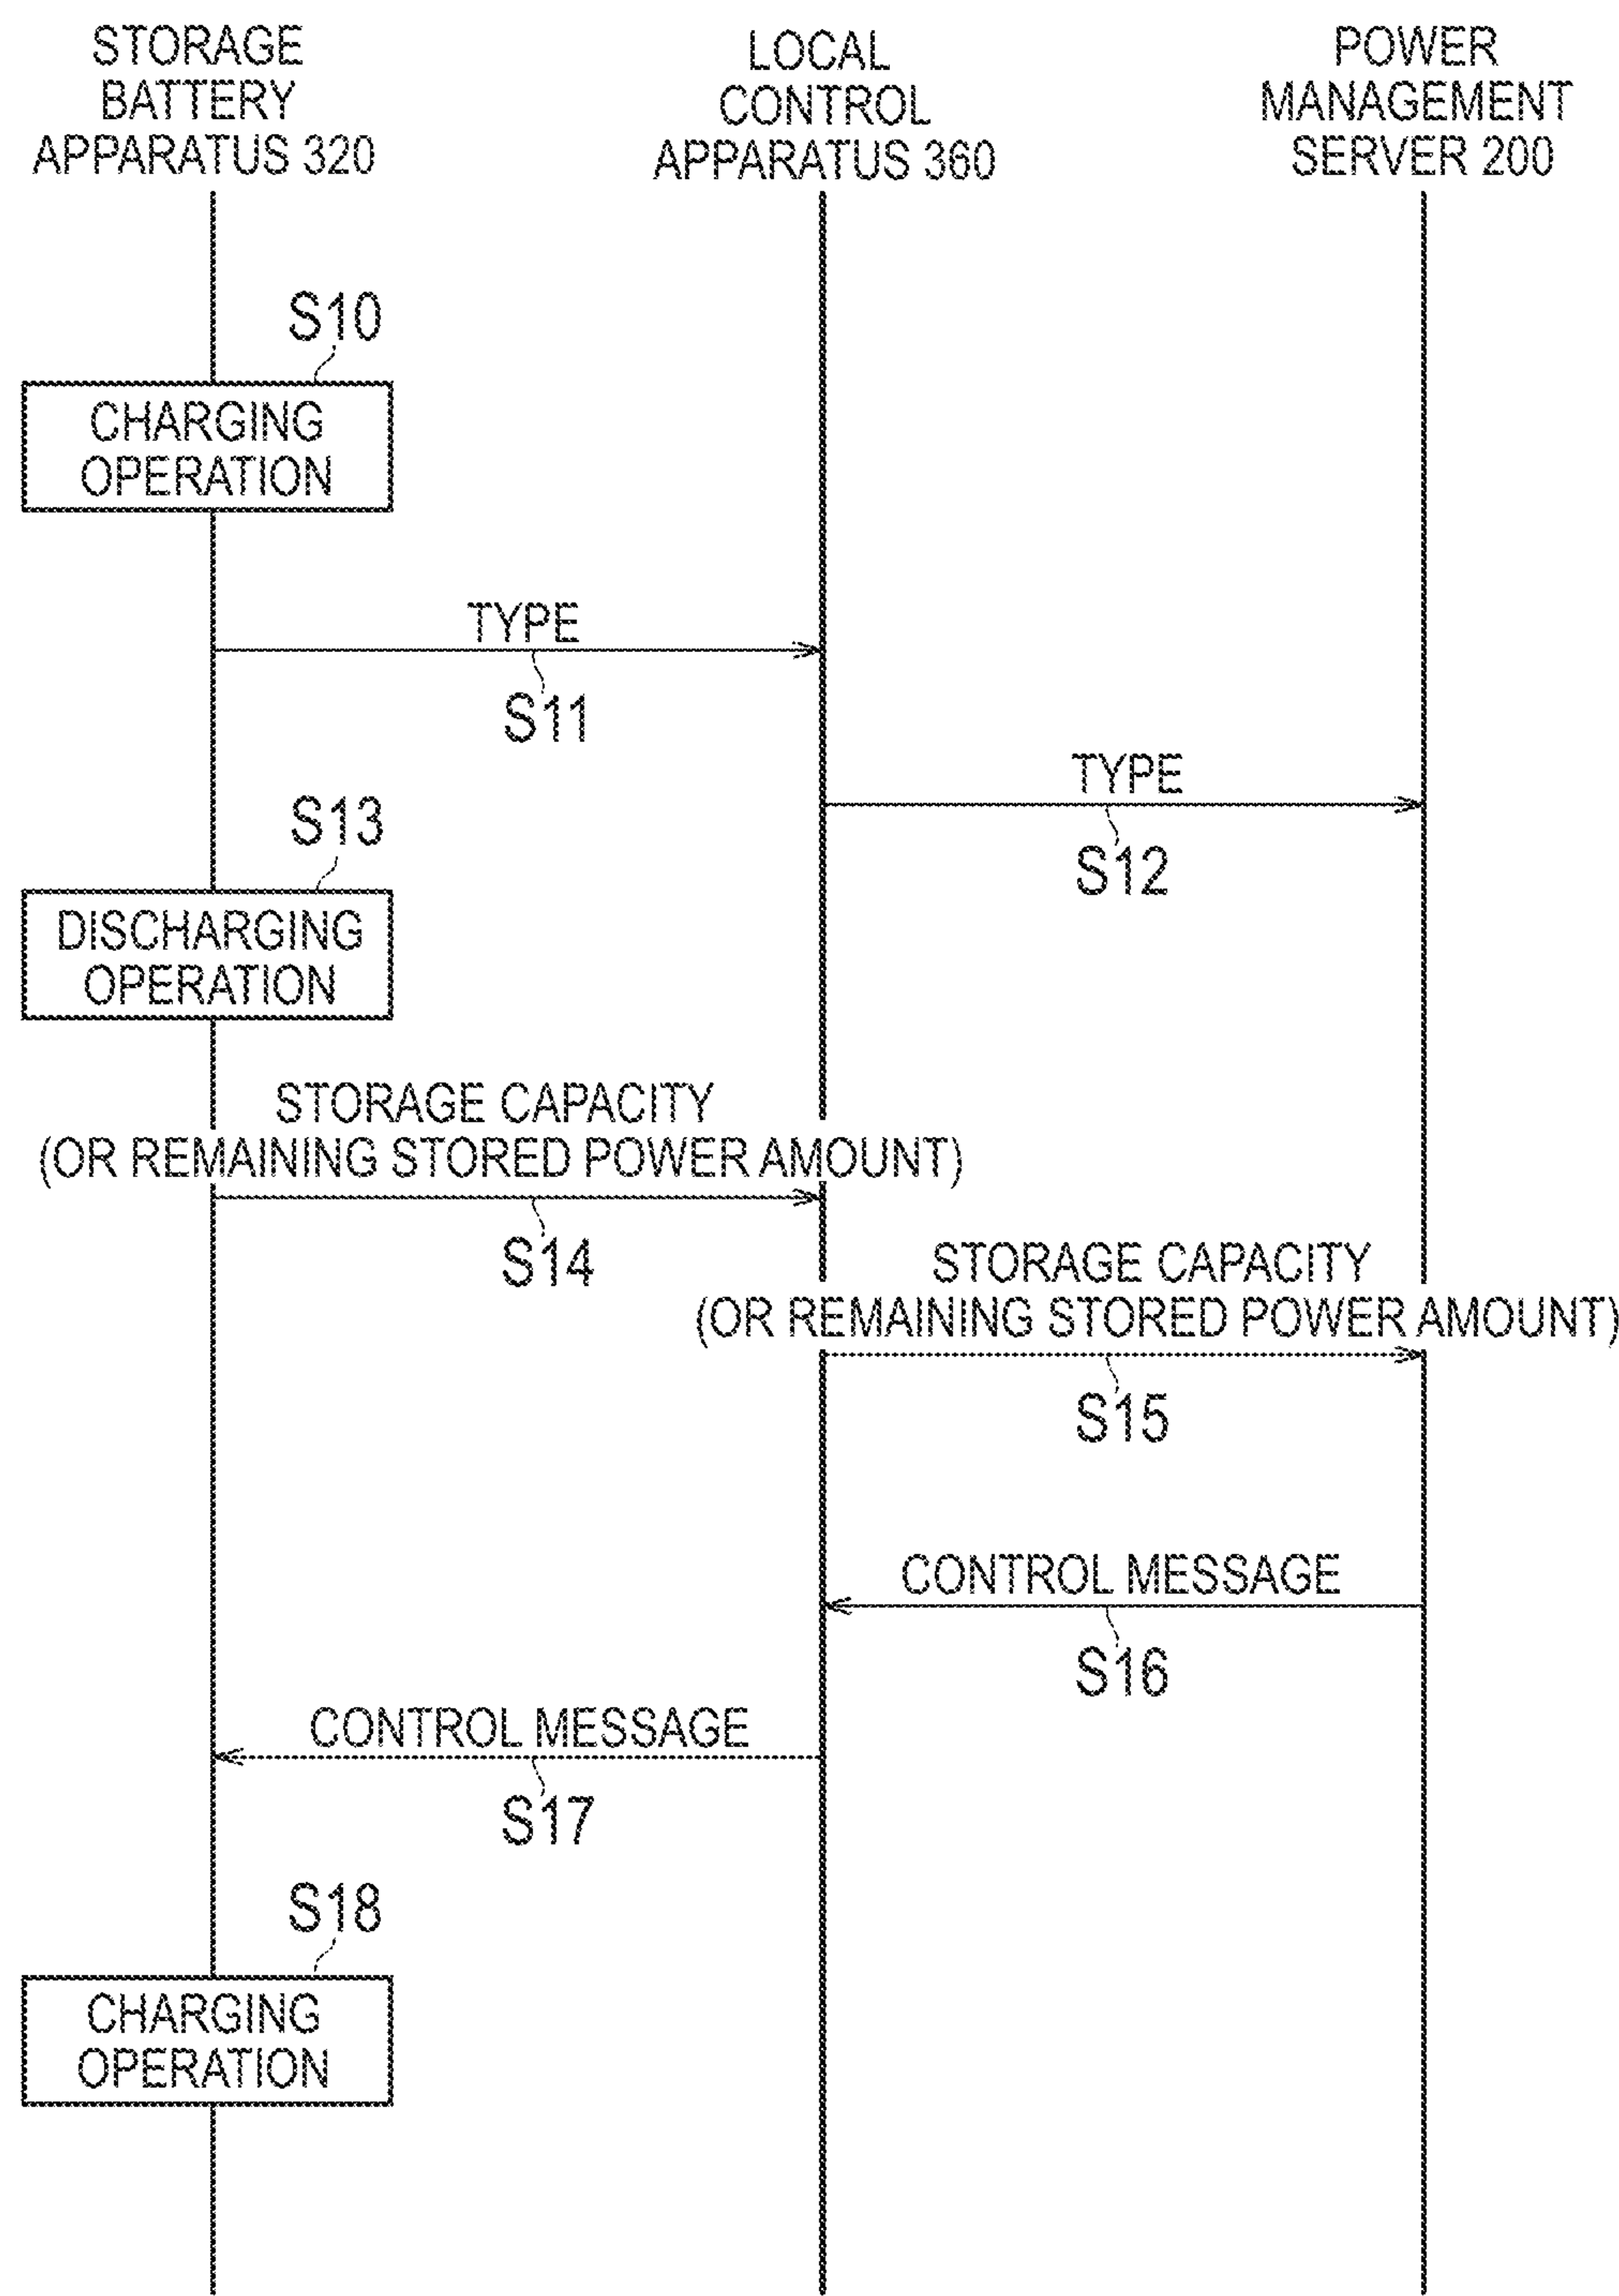 STORAGE
BATTERY
APPARATUS 320
LOCAL
CONTROL
APPARATUS 360
POWER
MANAGEMENT
SERVER 200
S10
CHARGING
OPERATION
TYPE
S11
TYPE
S12
S13
DISCHARGING
OPERATION
STORAGE CAPACITY
(OR REMAINING STORED POWER AMOUNT)
S14
STORAGE CAPACITY
(OR REMAINING STORED POWER AMOUNT)
S15
CONTROL MESSAGE
S16
CONTROL MESSAGE
S17
S18
CHARGING
OPERATION